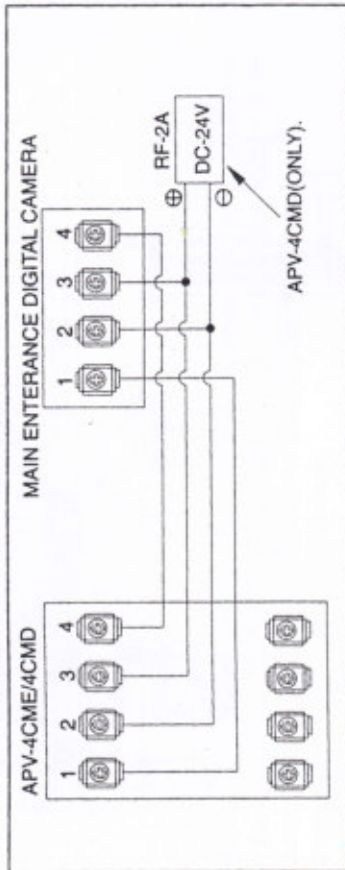 APV-4CME/4CMD
1 2 3 4
MAIN ENTERANCE DIGITAL CAMERA
1 2 3 4
RF-2A
⊕
DC-24V
⊖
APV-4CMD(ONLY).